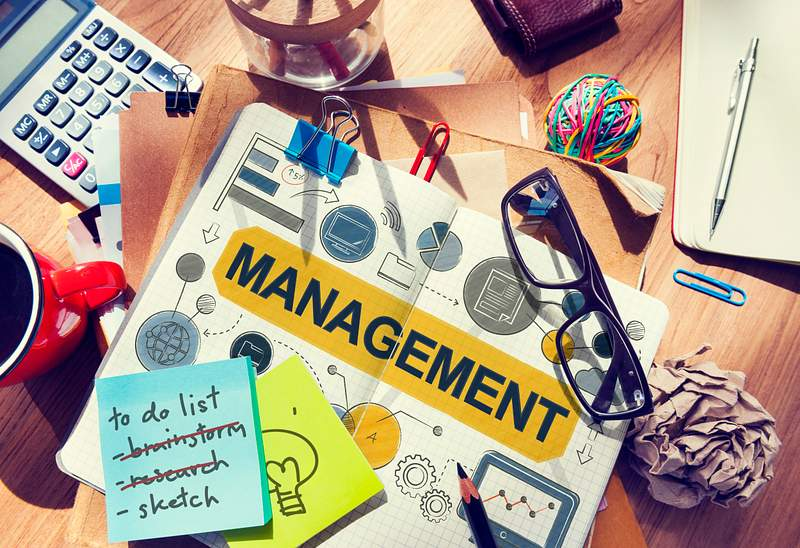 MANAGEMENT
to do list
- brainstorm
- research
- sketch